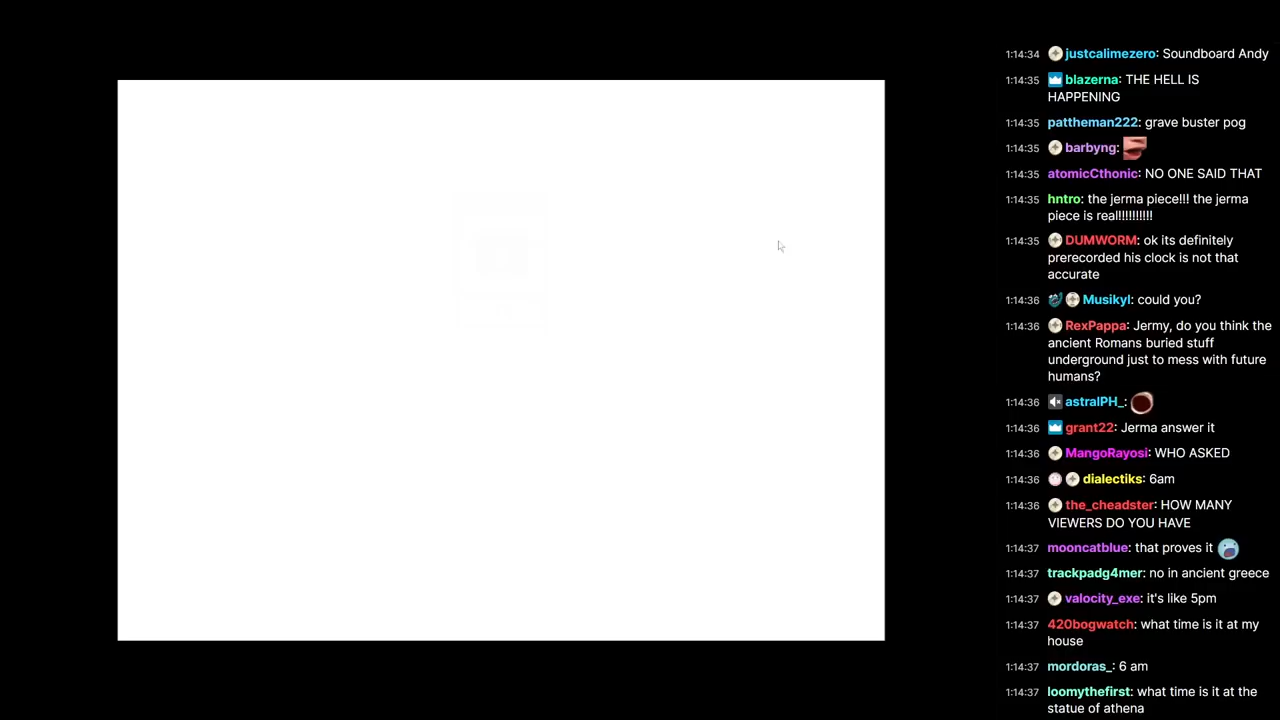 1:14:34 justcalimezero: Soundboard Andy
1:14:35 blazerna: THE HELL IS
HAPPENING
1:14:35 pattheman222: grave buster pog
1:14:35 barbyng:
1:14:35 atomicCthonic: NO ONE SAID THAT
1:14:35 hntro: the jerma piece!!! the jerma
piece is real!!!!!!!!!!
1:14:35 DUMWORM: ok its definitely
prerecorded his clock is not that
accurate
1:14:36 Musikyl: could you?
1:14:36 RexPappa: Jermy, do you think the
ancient Romans buried stuff
underground just to mess with future
humans?
1:14:36 astralPH_:
1:14:36 grant22: Jerma answer it
1:14:36 MangoRayosi: WHO ASKED
1:14:36 dialectiks: 6am
1:14:36 the_cheadster: HOW MANY
VIEWERS DO YOU HAVE
1:14:37 mooncatblue: that proves it
1:14:37 trackpadg4mer: no in ancient greece
1:14:37 valocity_exe: it's like 5pm
1:14:37 420bogwatch: what time is it at my
house
1:14:37 mordoras_: 6 am
1:14:37 loomythefirst: what time is it at the
statue of athena